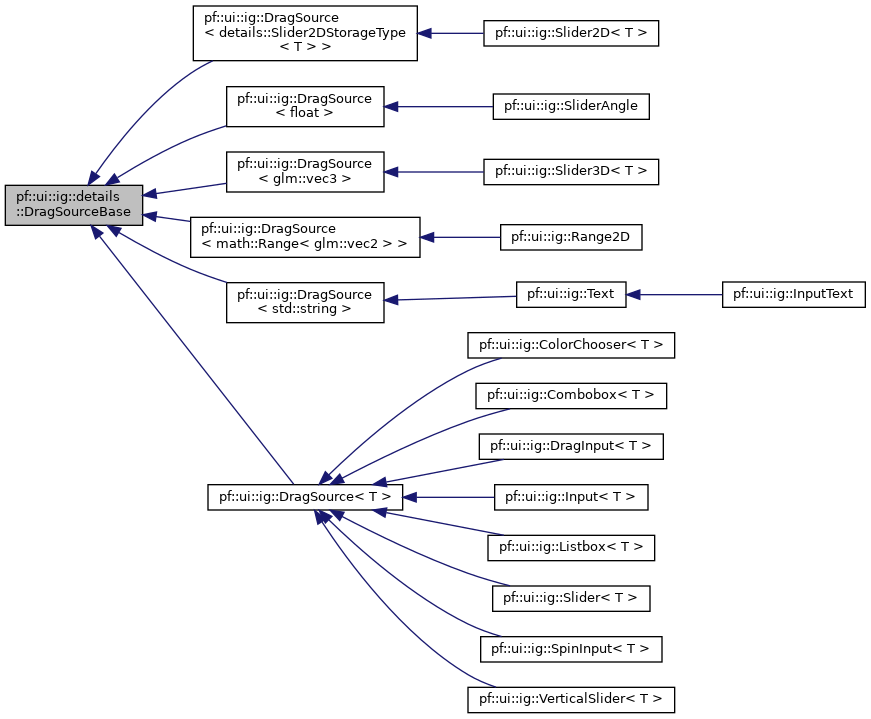 pf::ui::ig::DragSource
< details::Slider2DStorageType
< T > >
pf::ui::ig::Slider2D< T >
pf::ui::ig::DragSource
< float >
pf::ui::ig::SliderAngle
pf::ui::ig::DragSource
< glm::vec3 >
pf::ui::ig::Slider3D< T >
pf::ui::ig::details
::DragSourceBase
pf::ui::ig::DragSource
< math::Range< glm::vec2 > >
pf::ui::ig::Range2D
pf::ui::ig::DragSource
< std::string >
pf::ui::ig::Text
pf::ui::ig::InputText
pf::ui::ig::ColorChooser< T >
pf::ui::ig::Combobox< T >
pf::ui::ig::DragInput< T >
pf::ui::ig::DragSource< T >
pf::ui::ig::Input< T >
pf::ui::ig::Listbox< T >
pf::ui::ig::Slider< T >
pf::ui::ig::SpinInput< T >
pf::ui::ig::VerticalSlider< T >